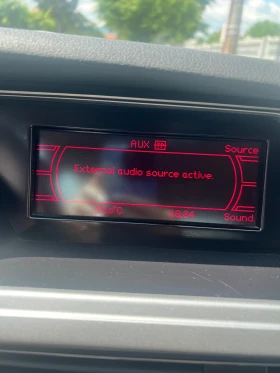 AUX
Source
External audio source active.
Sound